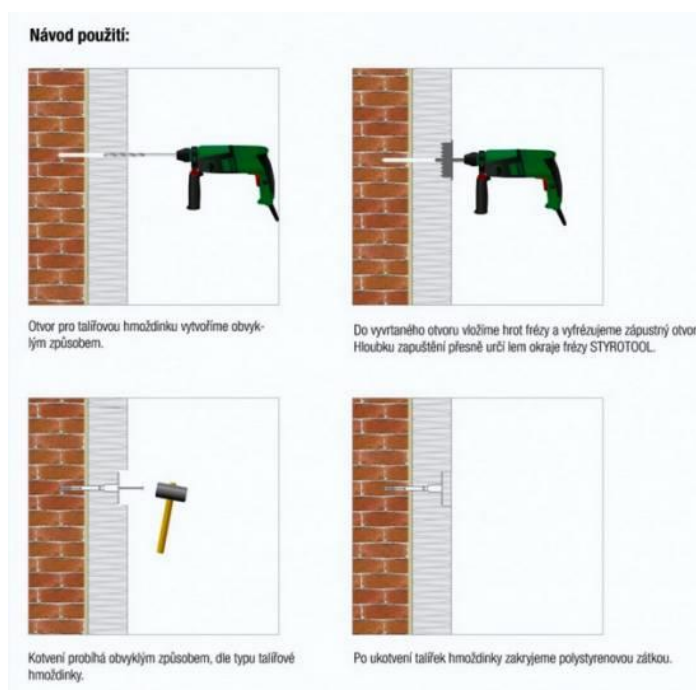 Návod použití:
Otvor pro talířovou hmoždinku vytvoříme obvyk-
lým způsobem.
Do vyvrtaného otvoru vložíme hrot frézy a vyfrézujeme zápustný otvor
Hloubku zapuštění přesně určí lem okraje frézy STYROTOOL.
Kotvení probíhá obvyklým způsobem, dle typu talířové
hmoždinky.
Po ukotvení talířek hmoždinky zakryjeme polystyrenovou zátkou.